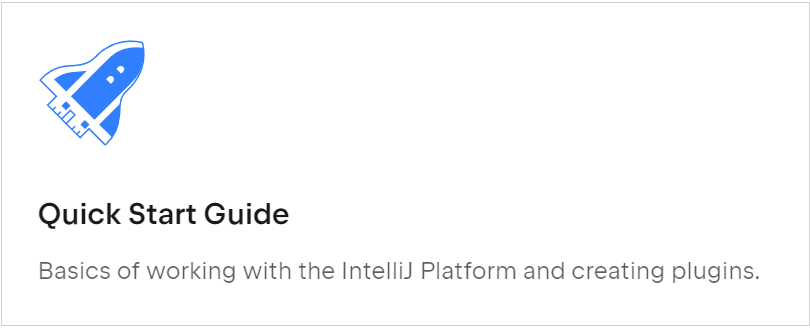 Quick Start Guide
Basics of working with the IntelliJ Platform and creating plugins.